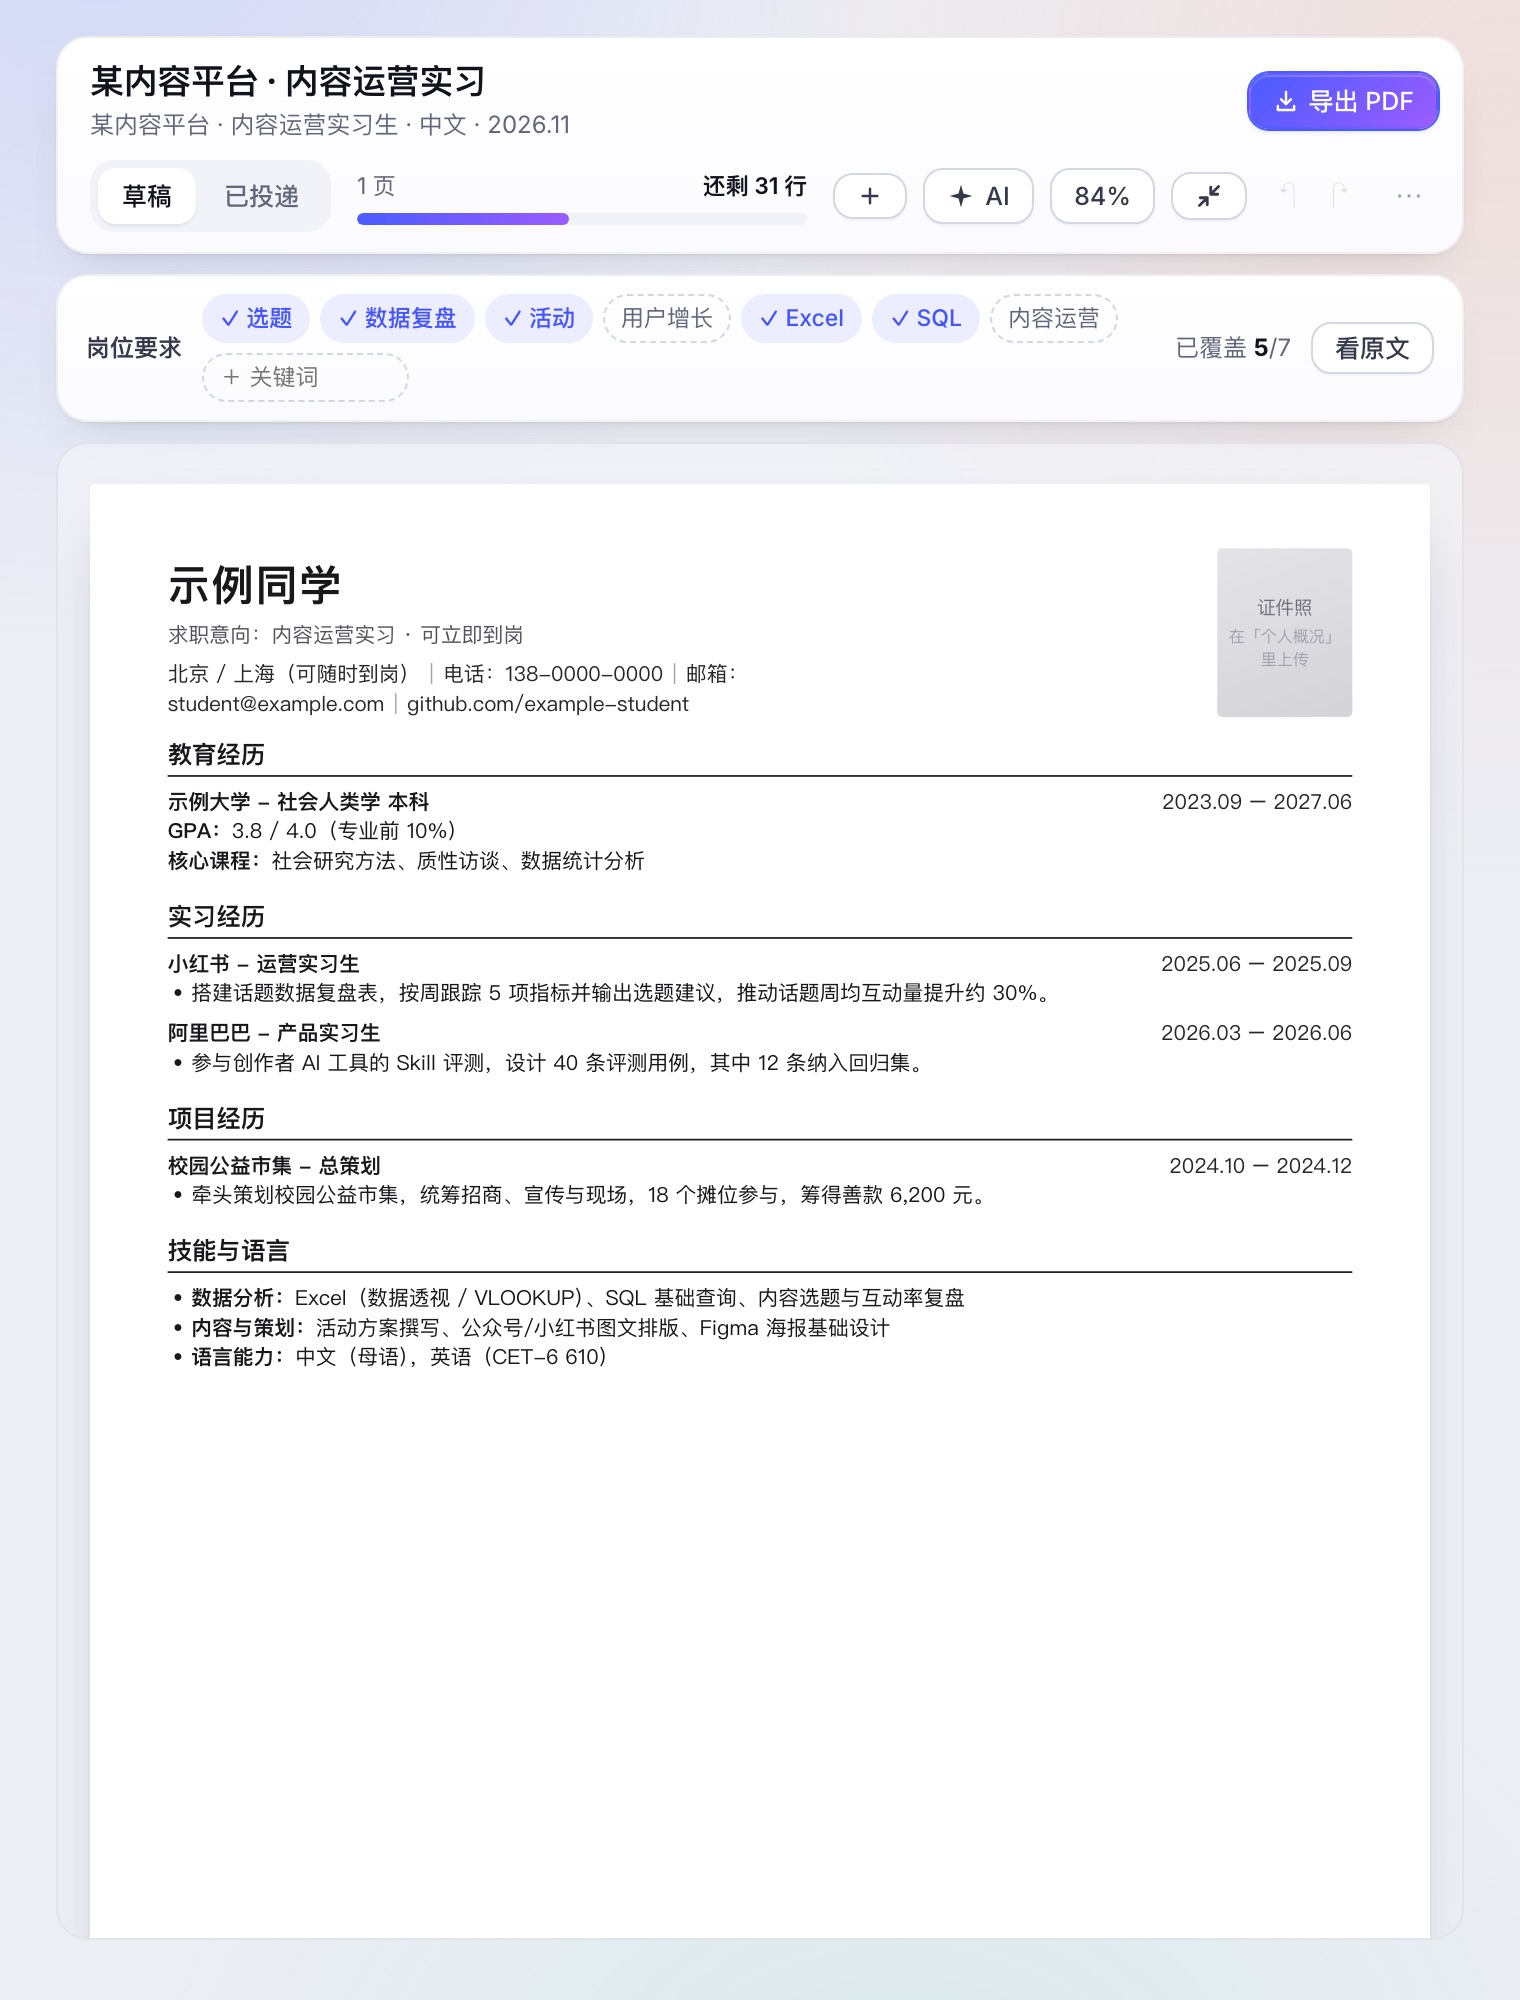 某内容平台 · 内容运营实习
某内容平台 · 内容运营实习生 · 中文 · 2026.11
导出 PDF
草稿 已投递
1 页 还剩 31 行
AI
84%
岗位要求
选题 数据复盘 活动 用户增长 Excel SQL 内容运营
+ 关键词
已覆盖 5/7
看原文
示例同学
求职意向：内容运营实习 · 可立即到岗
北京 / 上海（可随时到岗）｜电话：138-0000-0000｜邮箱：
student@example.com｜github.com/example-student
证件照
在「个人概况」
里上传
教育经历
示例大学 – 社会人类学 本科 2023.09 — 2027.06
GPA：3.8 / 4.0（专业前 10%）
核心课程：社会研究方法、质性访谈、数据统计分析
实习经历
小红书 – 运营实习生 2025.06 — 2025.09
• 搭建话题数据复盘表，按周跟踪 5 项指标并输出选题建议，推动话题周均互动量提升约 30%。
阿里巴巴 – 产品实习生 2026.03 — 2026.06
• 参与创作者 AI 工具的 Skill 评测，设计 40 条评测用例，其中 12 条纳入回归集。
项目经历
校园公益市集 – 总策划 2024.10 — 2024.12
• 牵头策划校园公益市集，统筹招商、宣传与现场，18 个摊位参与，筹得善款 6,200 元。
技能与语言
• 数据分析：Excel（数据透视 / VLOOKUP）、SQL 基础查询、内容选题与互动率复盘
• 内容与策划：活动方案撰写、公众号/小红书图文排版、Figma 海报基础设计
• 语言能力：中文（母语），英语（CET-6 610）